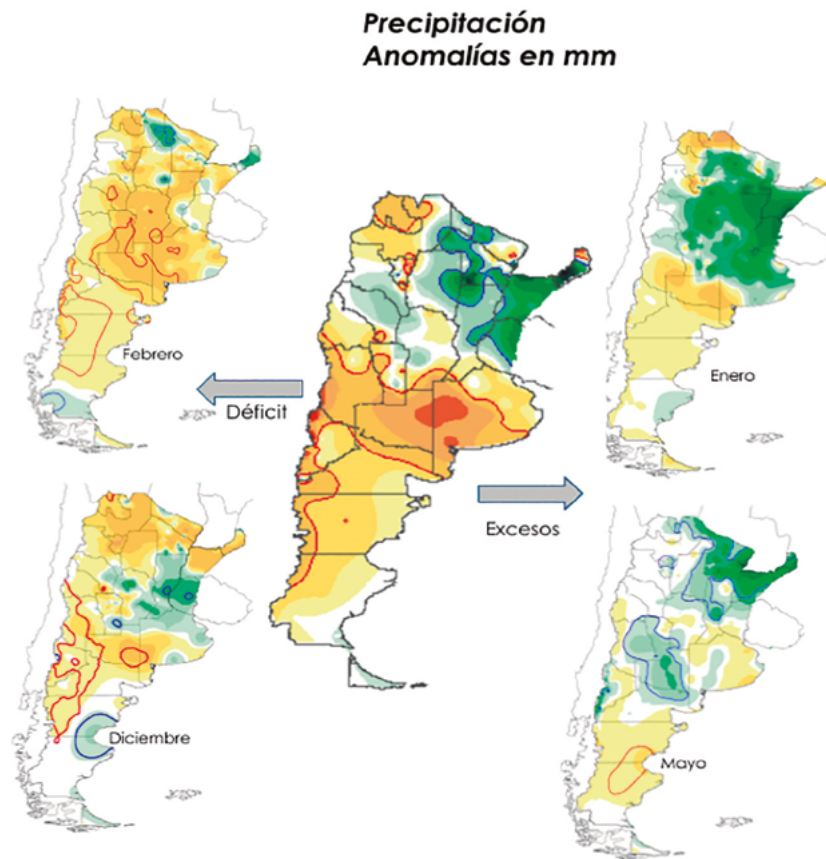 Precipitación
Anomalías en mm
Febrero
Enero
Déficit
Excesos
Diciembre
Mayo